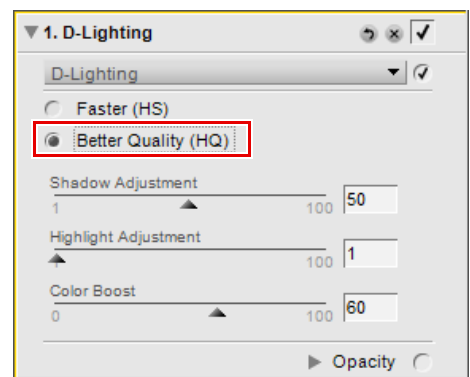 1. D-Lighting
D-Lighting
Faster (HS)
Better Quality (HQ)
Shadow Adjustment
1 100 50
Highlight Adjustment
1 100 1
Color Boost
0 100 60
Opacity